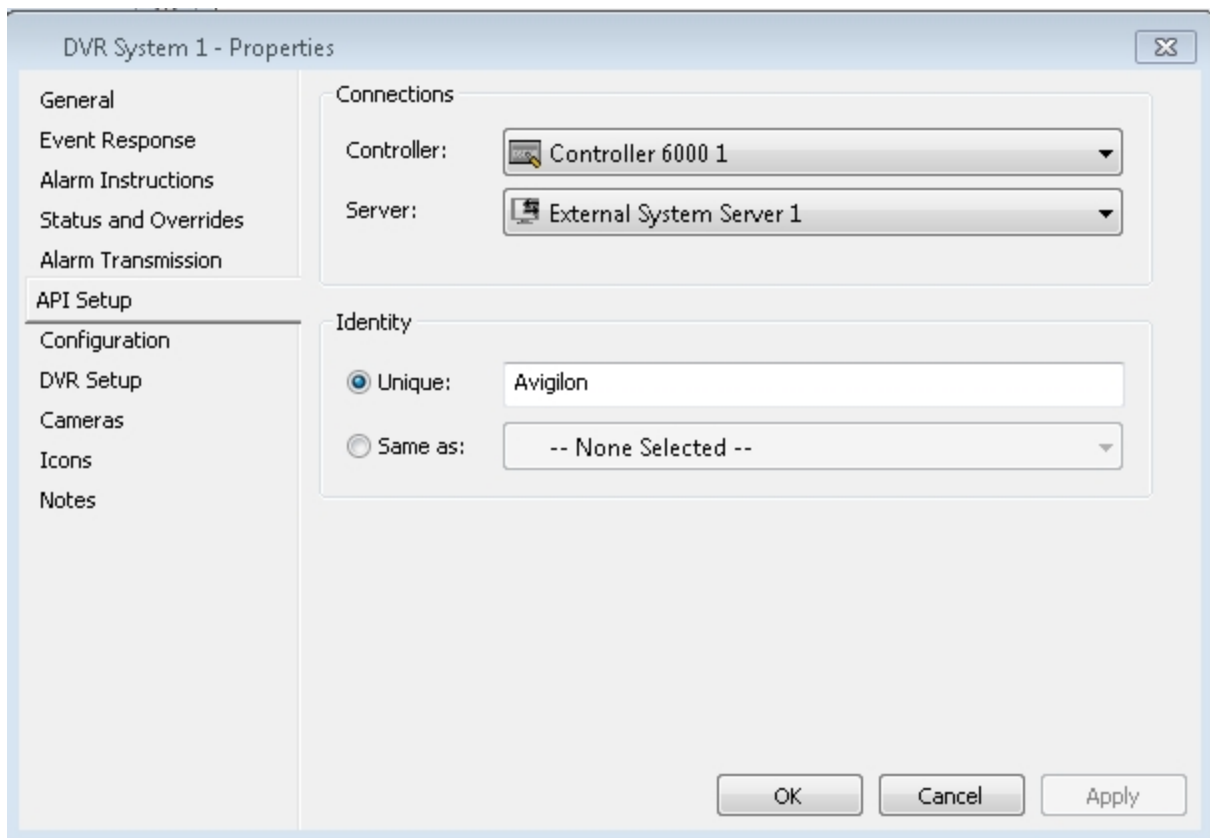 DVR System 1 - Properties
General
Event Response
Alarm Instructions
Status and Overrides
Alarm Transmission
API Setup
Configuration
DVR Setup
Cameras
Icons
Notes
Connections
Controller: Controller 6000 1
Server: External System Server 1
Identity
Unique: Avigilon
Same as: -- None Selected --
OK Cancel Apply